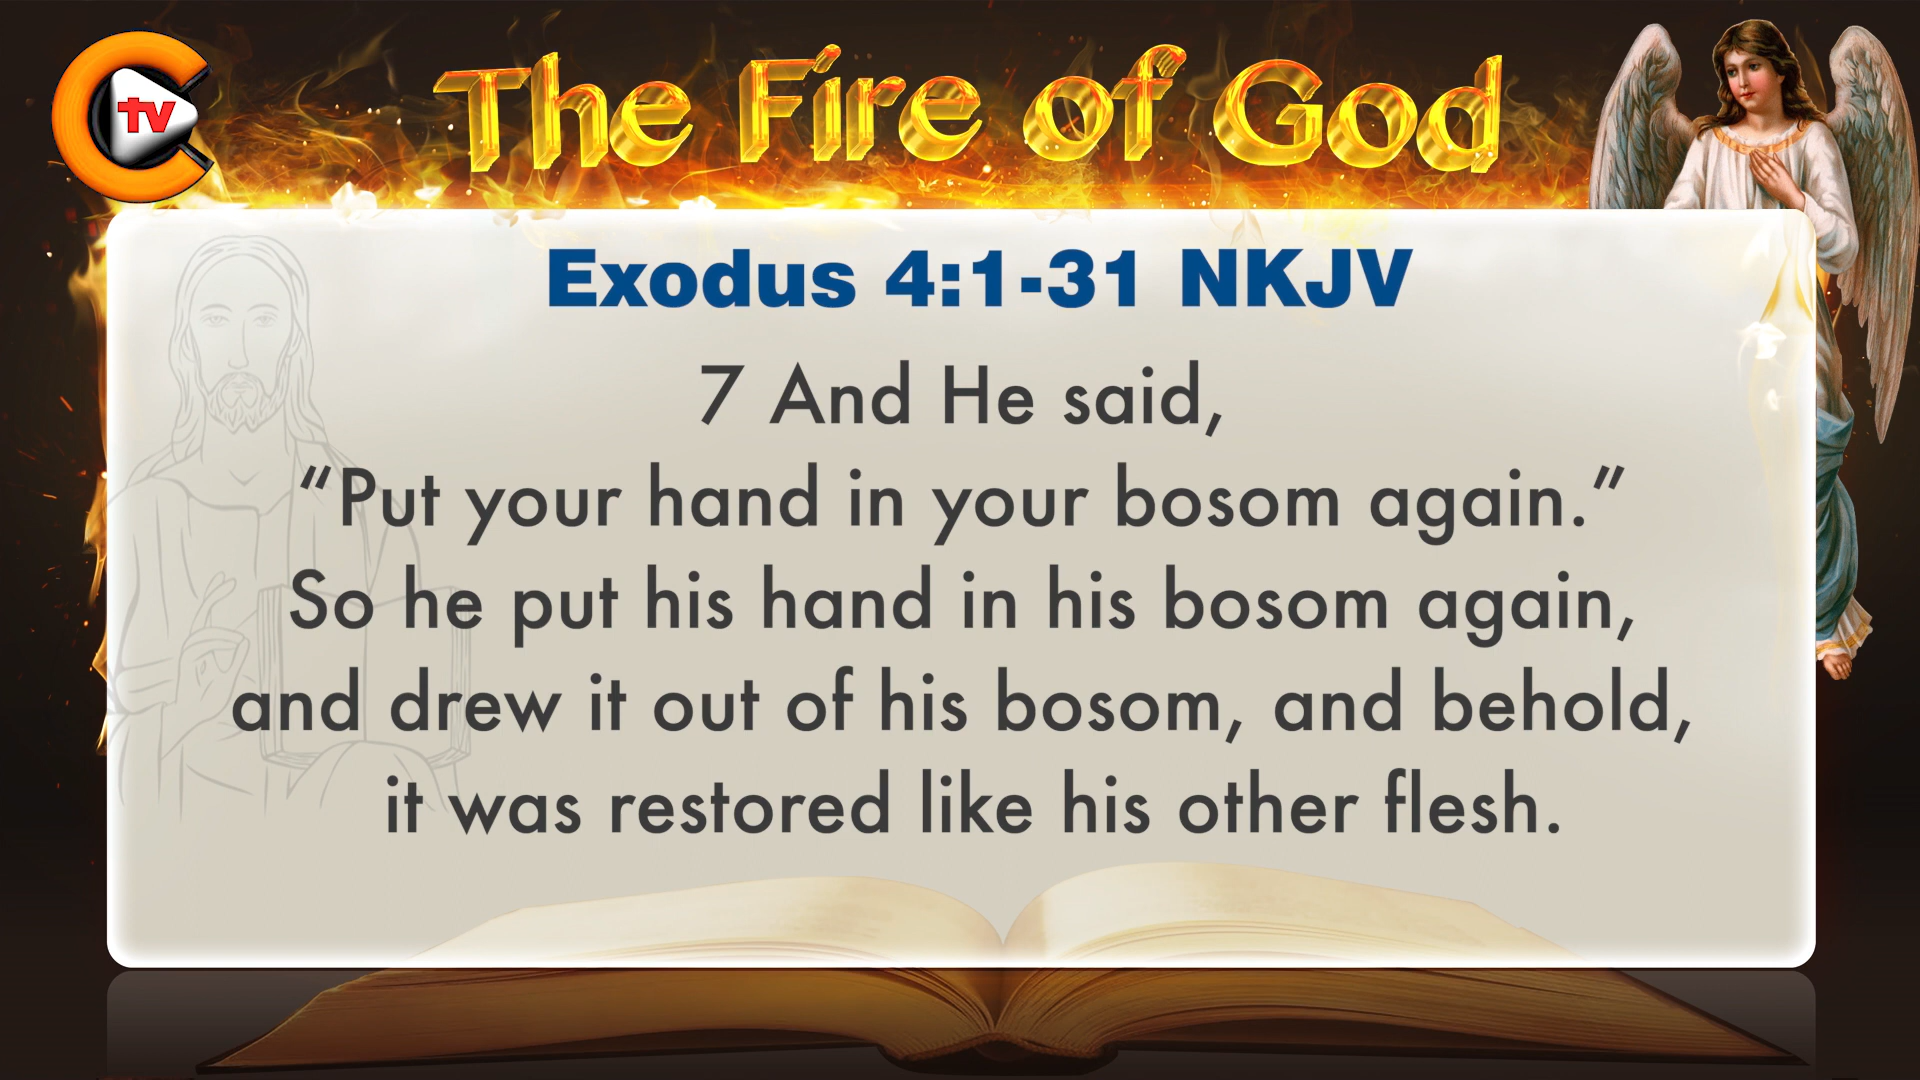 tv
The Fire of God
Exodus 4:1-31 NKJV
7 And He said,
“Put your hand in your bosom again.”
So he put his hand in his bosom again,
and drew it out of his bosom, and behold,
it was restored like his other flesh.